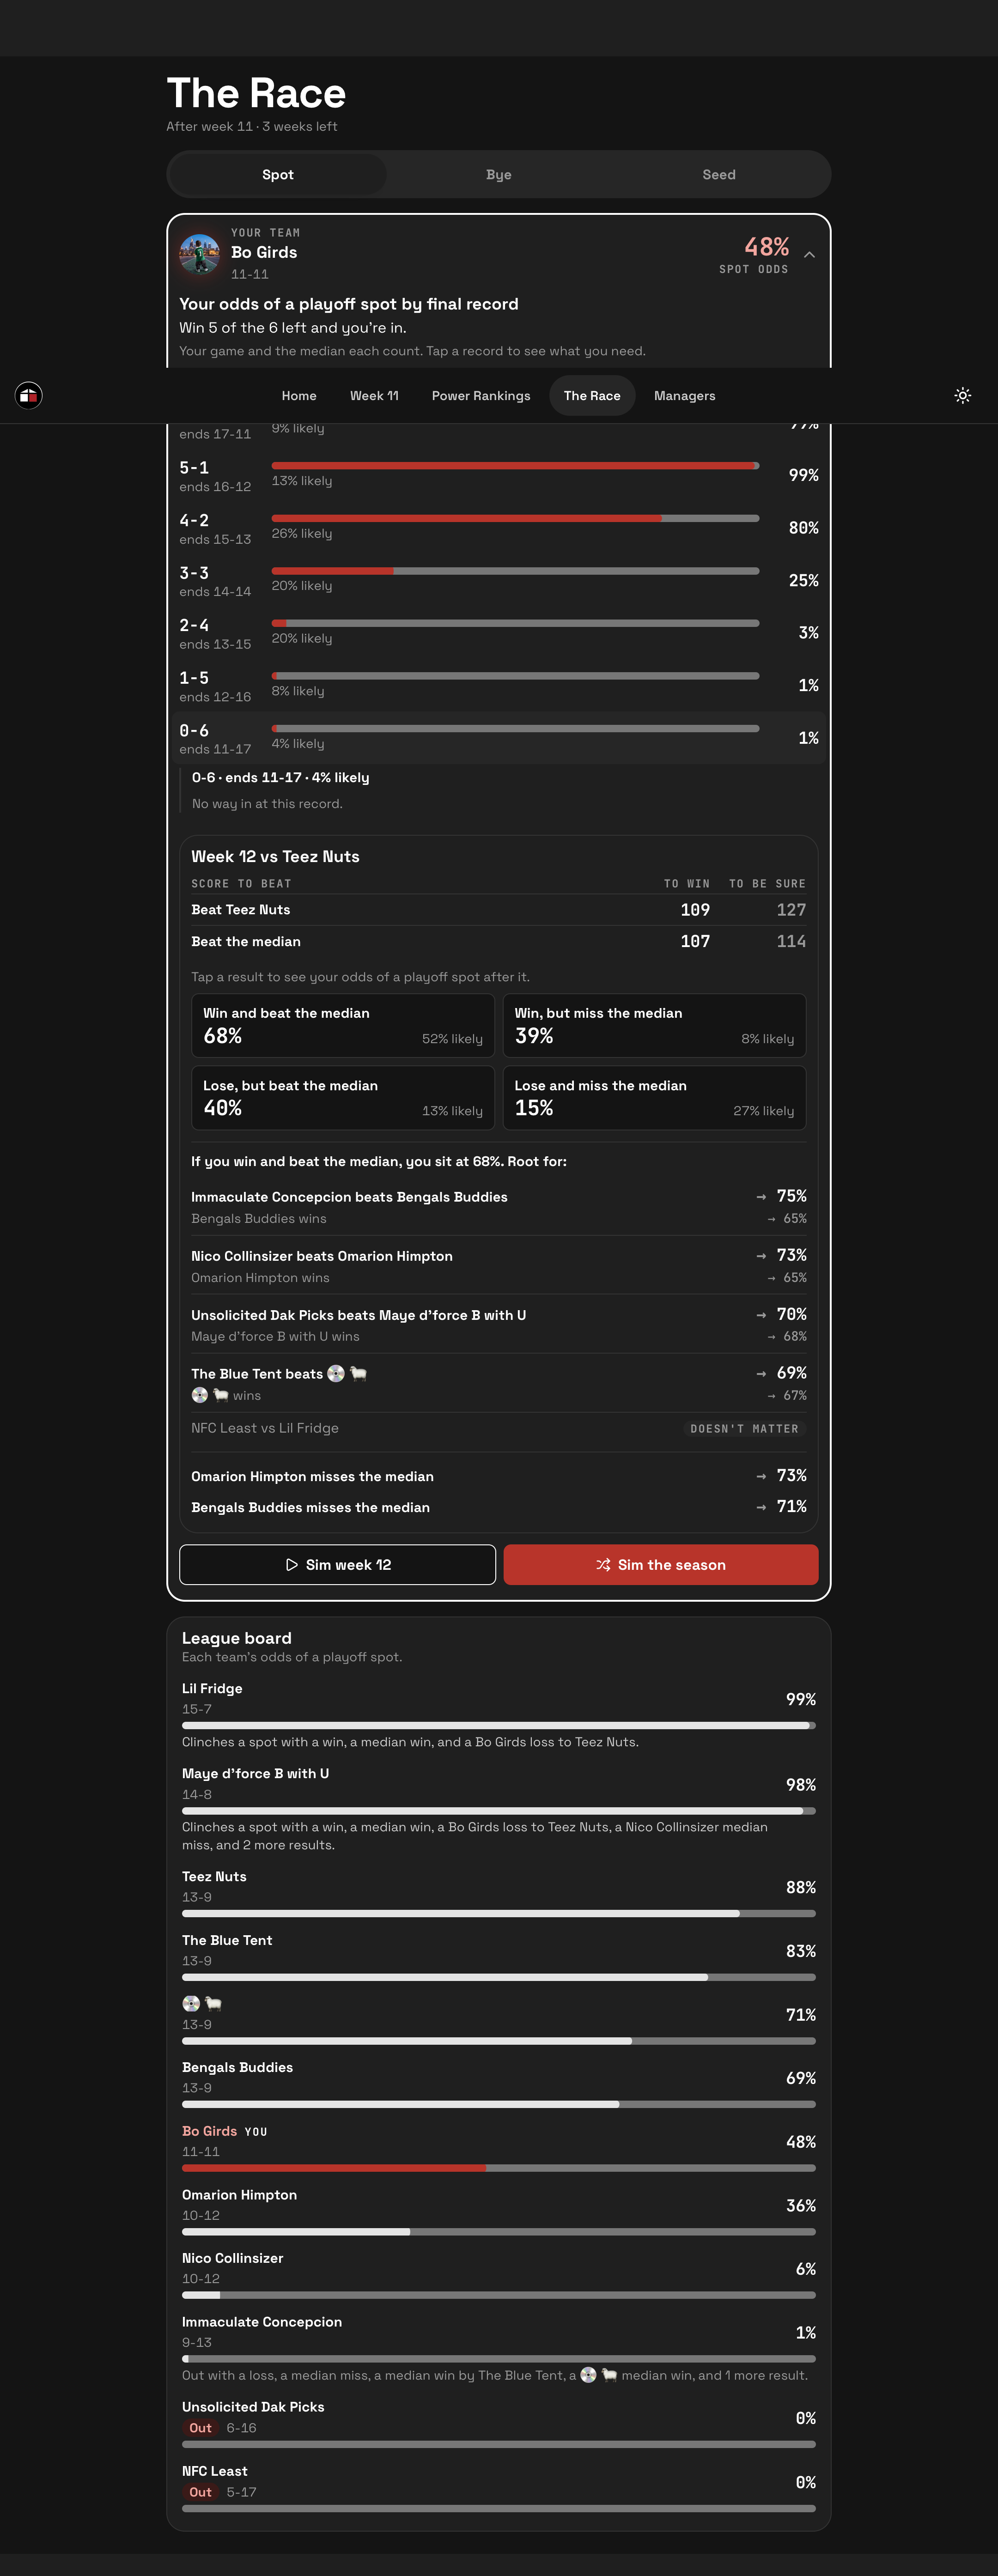 The Race
After week 11 · 3 weeks left
Spot
Bye
Seed
YOUR TEAM
Bo Girds
11-11
48%
SPOT ODDS
Your odds of a playoff spot by final record
Win 5 of the 6 left and you're in.
Your game and the median each count. Tap a record to see what you need.
Home
Week 11
Power Rankings
The Race
Managers
ends 17-11
9% likely
5-1
ends 16-12
13% likely
99%
4-2
ends 15-13
26% likely
80%
3-3
ends 14-14
20% likely
25%
2-4
ends 13-15
20% likely
3%
1-5
ends 12-16
8% likely
1%
0-6
ends 11-17
4% likely
1%
0-6 · ends 11-17 · 4% likely
No way in at this record.
Week 12 vs Teez Nuts
SCORE TO BEAT TO WIN TO BE SURE
Beat Teez Nuts 109 127
Beat the median 107 114
Tap a result to see your odds of a playoff spot after it.
Win and beat the median
68% 52% likely
Win, but miss the median
39% 8% likely
Lose, but beat the median
40% 13% likely
Lose and miss the median
15% 27% likely
If you win and beat the median, you sit at 68%. Root for:
Immaculate Concepcion beats Bengals Buddies → 75%
Bengals Buddies wins → 65%
Nico Collinsizer beats Omarion Himpton → 73%
Omarion Himpton wins → 65%
Unsolicited Dak Picks beats Maye d'force B with U → 70%
Maye d'force B with U wins → 68%
The Blue Tent beats 💿 🐑 → 69%
💿 🐑 wins → 67%
NFC Least vs Lil Fridge DOESN'T MATTER
Omarion Himpton misses the median → 73%
Bengals Buddies misses the median → 71%
Sim week 12
Sim the season
League board
Each team's odds of a playoff spot.
Lil Fridge
15-7
99%
Clinches a spot with a win, a median win, and a Bo Girds loss to Teez Nuts.
Maye d'force B with U
14-8
98%
Clinches a spot with a win, a median win, a Bo Girds loss to Teez Nuts, a Nico Collinsizer median
miss, and 2 more results.
Teez Nuts
13-9
88%
The Blue Tent
13-9
83%
💿 🐑
13-9
71%
Bengals Buddies
13-9
69%
Bo Girds YOU
11-11
48%
Omarion Himpton
10-12
36%
Nico Collinsizer
10-12
6%
Immaculate Concepcion
9-13
1%
Out with a loss, a median miss, a median win by The Blue Tent, a 💿 🐑 median win, and 1 more result.
Unsolicited Dak Picks
Out 6-16
0%
NFC Least
Out 5-17
0%